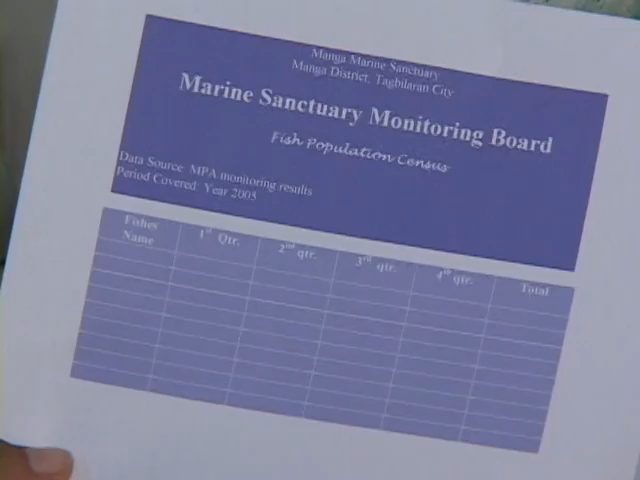 Manga Marine Sanctuary
Manga District, Tagbilaran City
Marine Sanctuary Monitoring Board
Fish Population Census
Data Source: MPA monitoring results
Period Covered: Year 2005
Fishes Name 1st Qtr. 2nd qtr. 3rd qtr. 4th qtr. Total